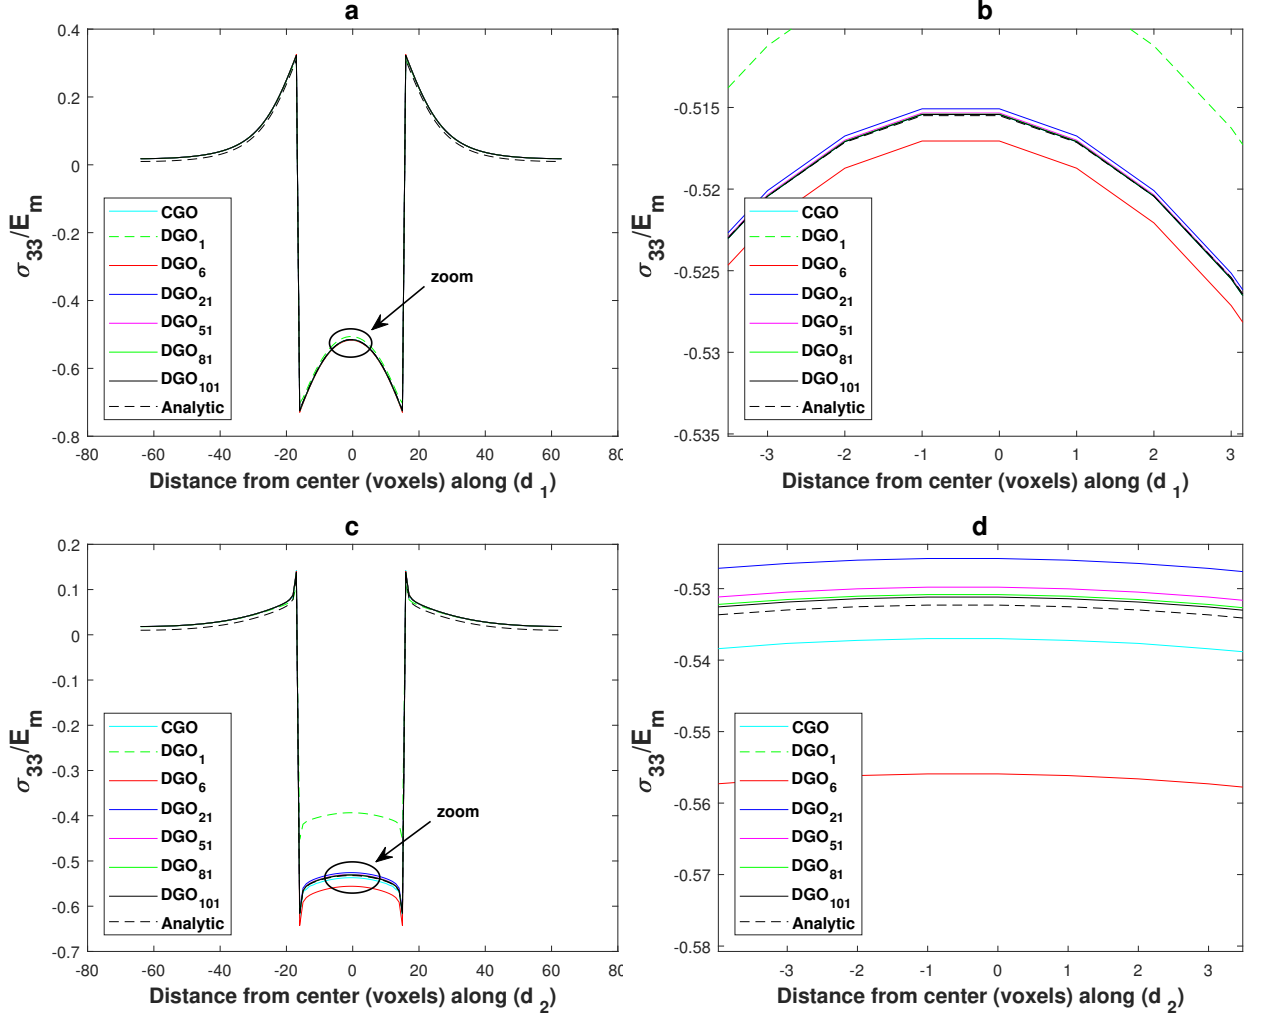 a
0.4
0.2
0
-0.2
-0.4
-0.6
-0.8
-80 -60 -40 -20 0 20 40 60 80
σ33/Em
Distance from center (voxels) along (d 1)
CGO
DGO1
DGO6
DGO21
DGO51
DGO81
DGO101
Analytic
zoom
b
-0.515
-0.52
-0.525
-0.53
-0.535
-3 -2 -1 0 1 2 3
σ33/Em
Distance from center (voxels) along (d 1)
CGO
DGO1
DGO6
DGO21
DGO51
DGO81
DGO101
Analytic
c
0.2
0.1
0
-0.1
-0.2
-0.3
-0.4
-0.5
-0.6
-0.7
-80 -60 -40 -20 0 20 40 60 80
σ33/Em
Distance from center (voxels) along (d 2)
CGO
DGO1
DGO6
DGO21
DGO51
DGO81
DGO101
Analytic
zoom
d
-0.53
-0.54
-0.55
-0.56
-0.57
-0.58
-3 -2 -1 0 1 2 3
σ33/Em
Distance from center (voxels) along (d 2)
CGO
DGO1
DGO6
DGO21
DGO51
DGO81
DGO101
Analytic